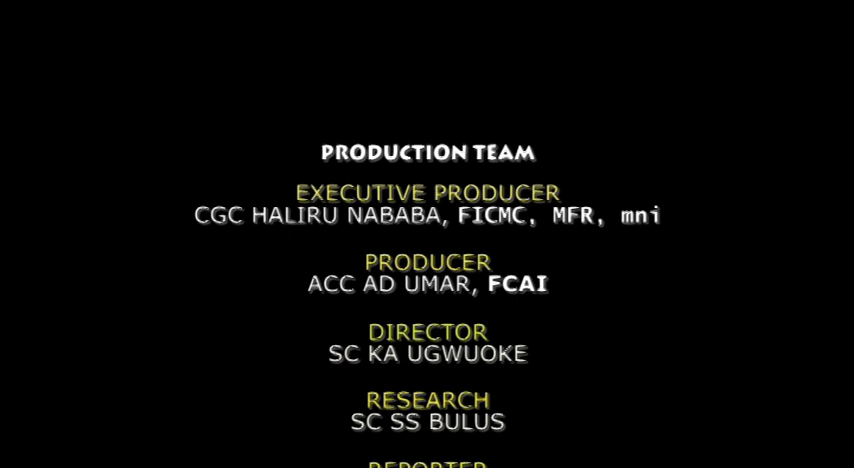 PRODUCTION TEAM
EXECUTIVE PRODUCER
CGC HALIRU NABABA, FICMC, MFR, mni
PRODUCER
ACC AD UMAR, FCAI
DIRECTOR
SC KA UGWUOKE
RESEARCH
SC SS BULUS
REPORTER